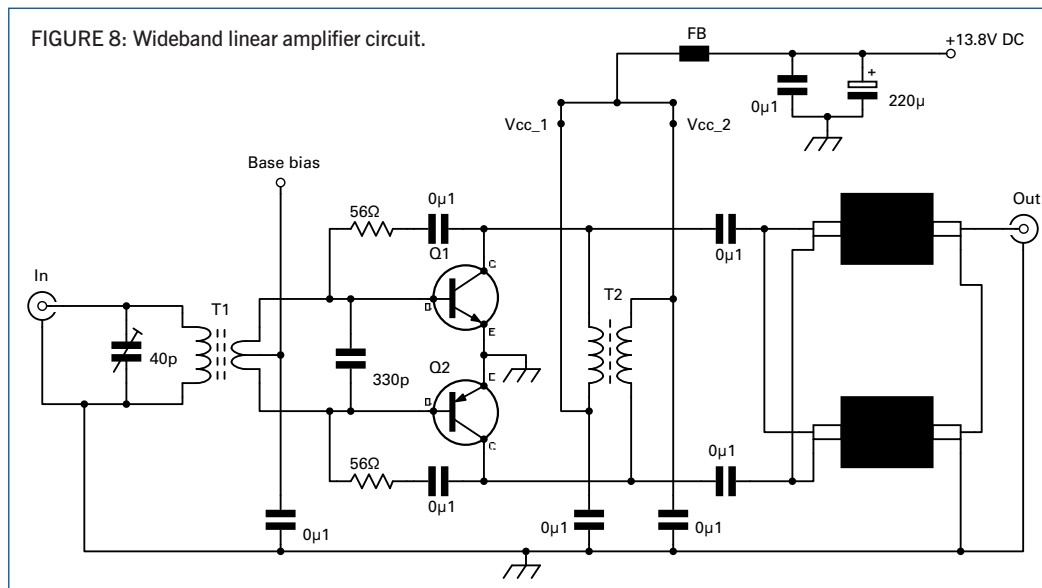 FIGURE 8: Wideband linear amplifier circuit.
FB
+13.8V DC
+
0µ1
220µ
Vcc_1
Vcc_2
Base bias
0µ1
56Ω
Q1
C
B
E
0µ1
Out
In
T1
T2
40p
330p
Q2
E
B
C
56Ω
0µ1
0µ1
0µ1
0µ1
0µ1